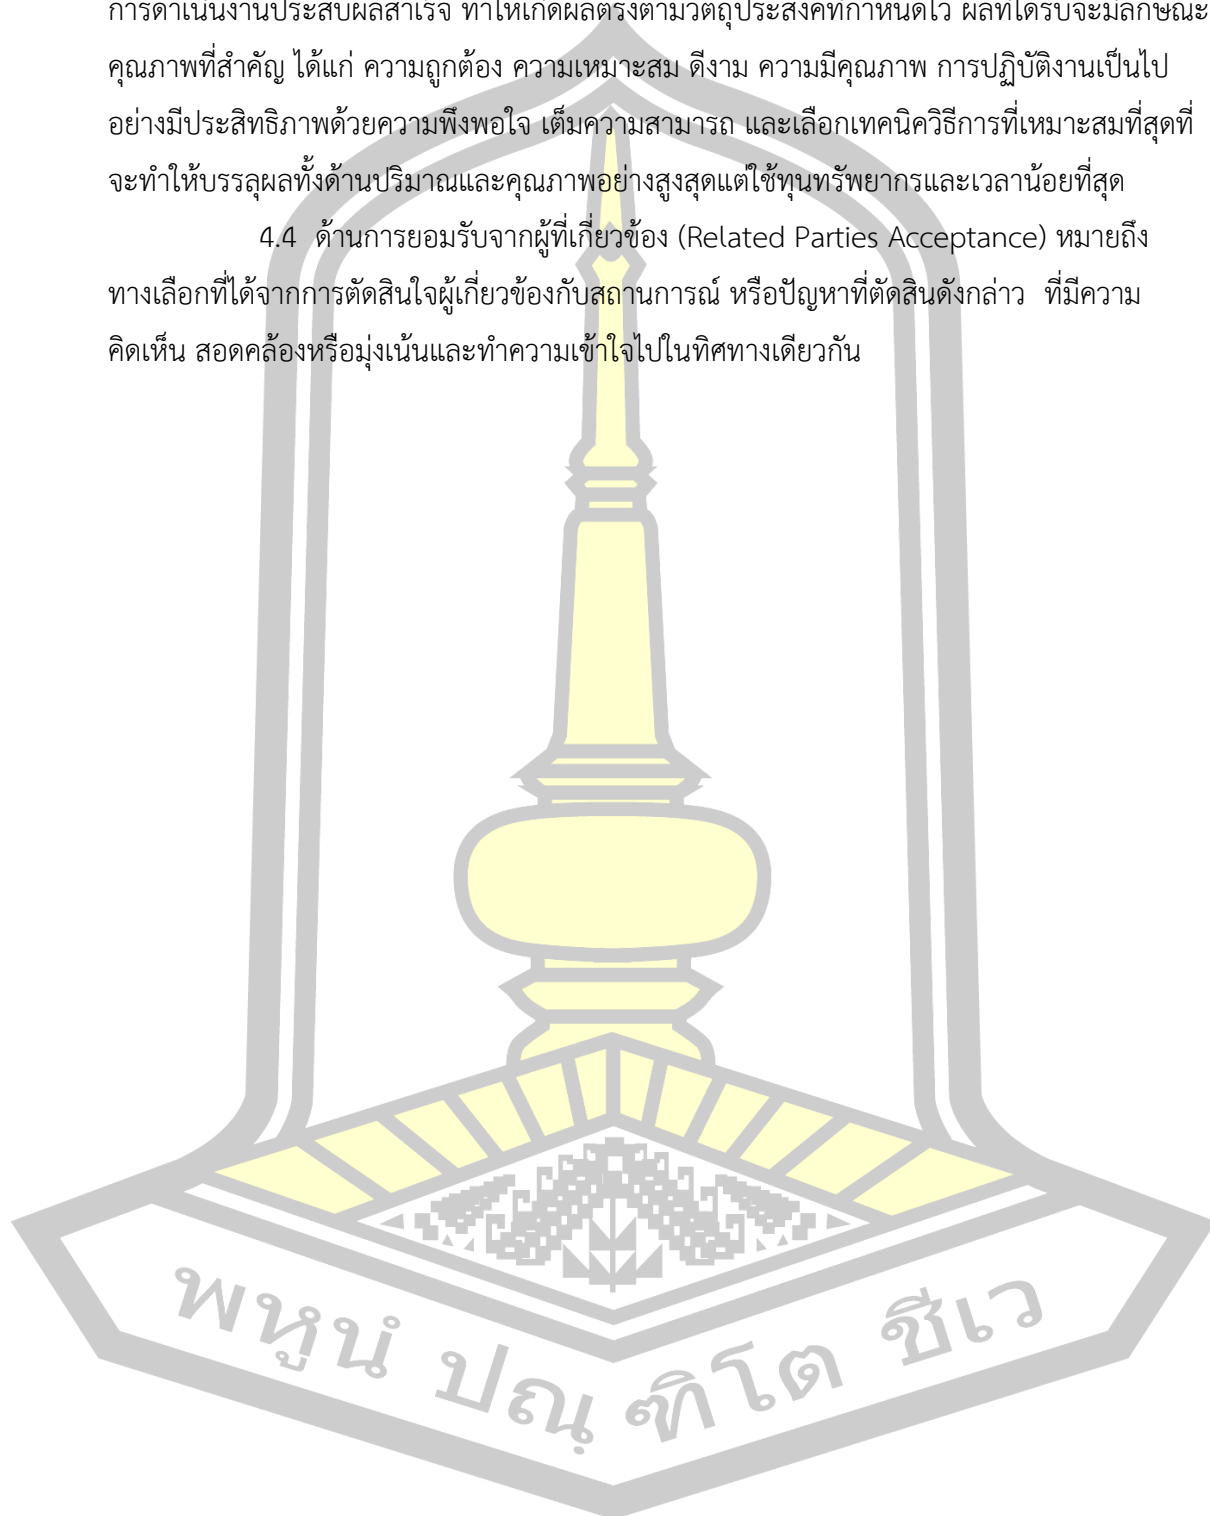 การดำเนินงานประสบผลสำเร็จ ทำให้เกิดผลตรงตามวัตถุประสงค์ที่กำหนดไว้ ผลที่ได้รับจะมีลักษณะ
คุณภาพที่สำคัญ ได้แก่ ความถูกต้อง ความเหมาะสม ดีงาม ความมีคุณภาพ การปฏิบัติงานเป็นไป
อย่างมีประสิทธิภาพด้วยความพึงพอใจ เต็มความสามารถ และเลือกเทคนิควิธีการที่เหมาะสมที่สุดที่
จะทำให้บรรลุผลทั้งด้านปริมาณและคุณภาพอย่างสูงสุดแต่ใช้ทุนทรัพยากรและเวลาน้อยที่สุด
4.4 ด้านการยอมรับจากผู้ที่เกี่ยวข้อง (Related Parties Acceptance) หมายถึง
ทางเลือกที่ได้จากการตัดสินใจผู้เกี่ยวข้องกับสถานการณ์ หรือปัญหาที่ตัดสินดังกล่าว ที่มีความ
คิดเห็น สอดคล้องหรือมุ่งเน้นและทำความเข้าใจไปในทิศทางเดียวกัน
พหูนํ ปณฺฑิโต ชีเว